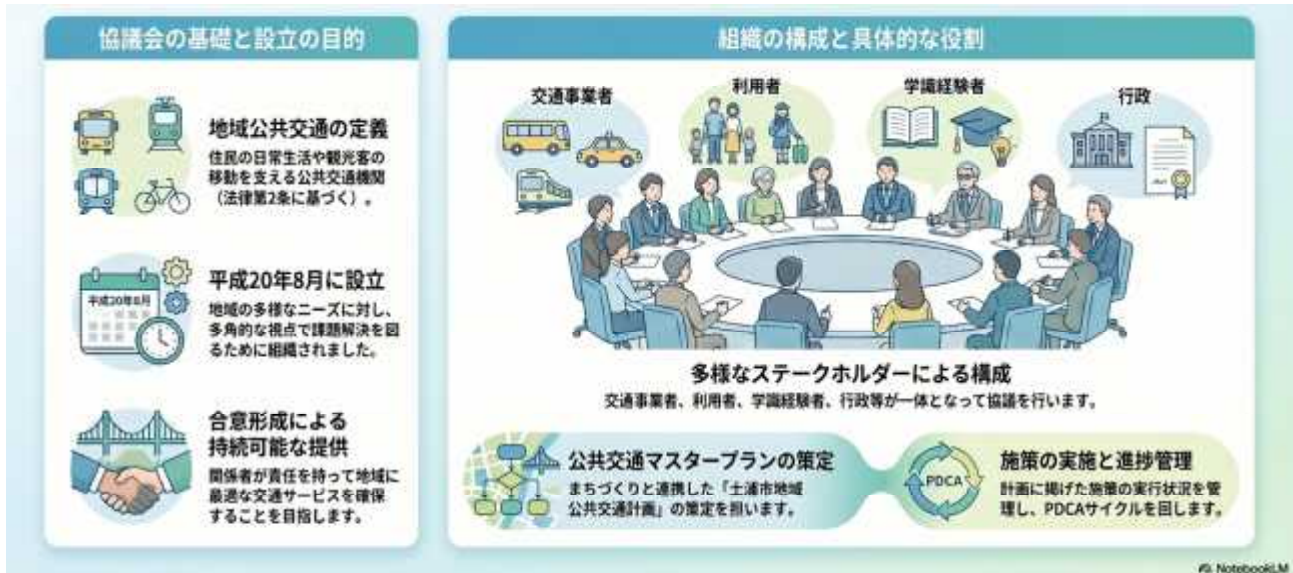 協議会の基礎と設立の目的
地域公共交通の定義
住民の日常生活や観光客の
移動を支える公共交通機関
（法律第2条に基づく）。
平成20年8月
平成20年8月に設立
地域の多様なニーズに対し、
多角的な視点で課題解決を図
るために組織されました。
合意形成による
持続可能な提供
関係者が責任を持って地域に
最適な交通サービスを確保
することを目指します。
組織の構成と具体的な役割
交通事業者
利用者
学識経験者
行政
多様なステークホルダーによる構成
交通事業者、利用者、学識経験者、行政等が一体となって協議を行います。
公共交通マスタープランの策定
まちづくりと連携した「土浦市地域
公共交通計画」の策定を担います。
PDCA
施策の実施と進捗管理
計画に掲げた施策の実行状況を管
理し、PDCAサイクルを回します。
NotebookLM